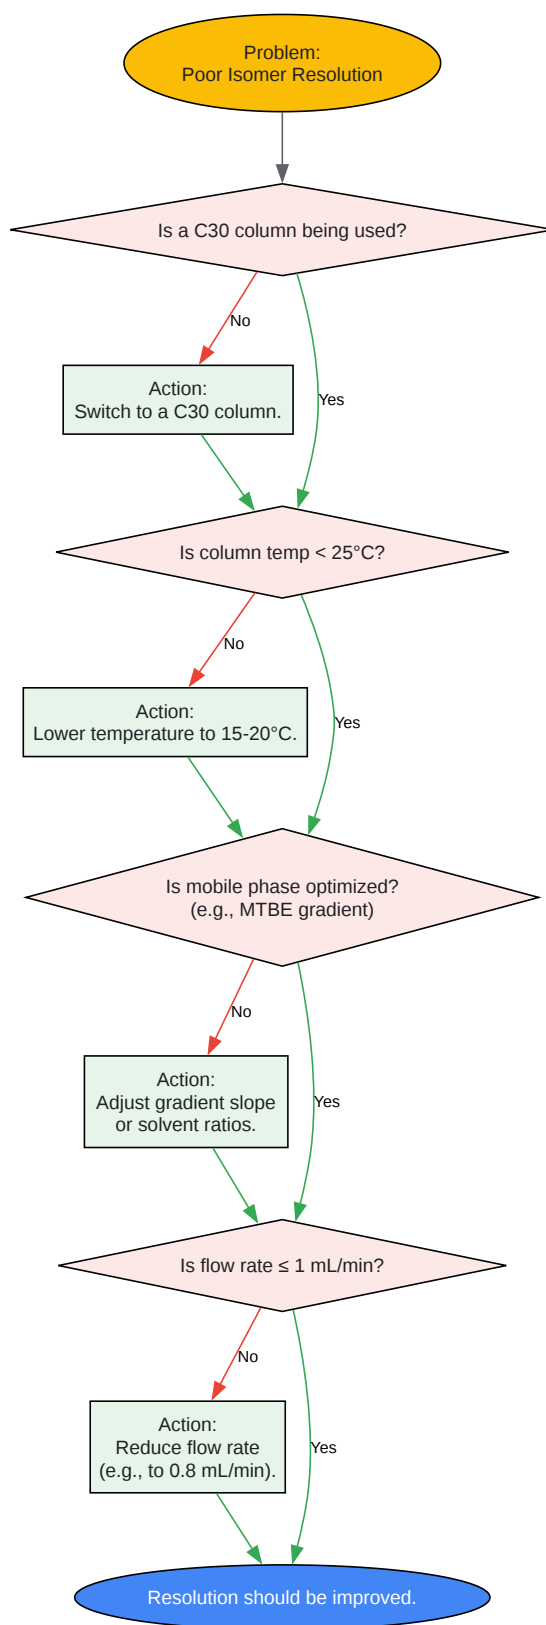 Problem:
Poor Isomer Resolution
Is a C30 column being used?
No
Yes
Action:
Switch to a C30 column.
Is column temp < 25°C?
No
Yes
Action:
Lower temperature to 15-20°C.
Is mobile phase optimized?
(e.g., MTBE gradient)
No
Yes
Action:
Adjust gradient slope
or solvent ratios.
Is flow rate ≤ 1 mL/min?
No
Yes
Action:
Reduce flow rate
(e.g., to 0.8 mL/min).
Resolution should be improved.